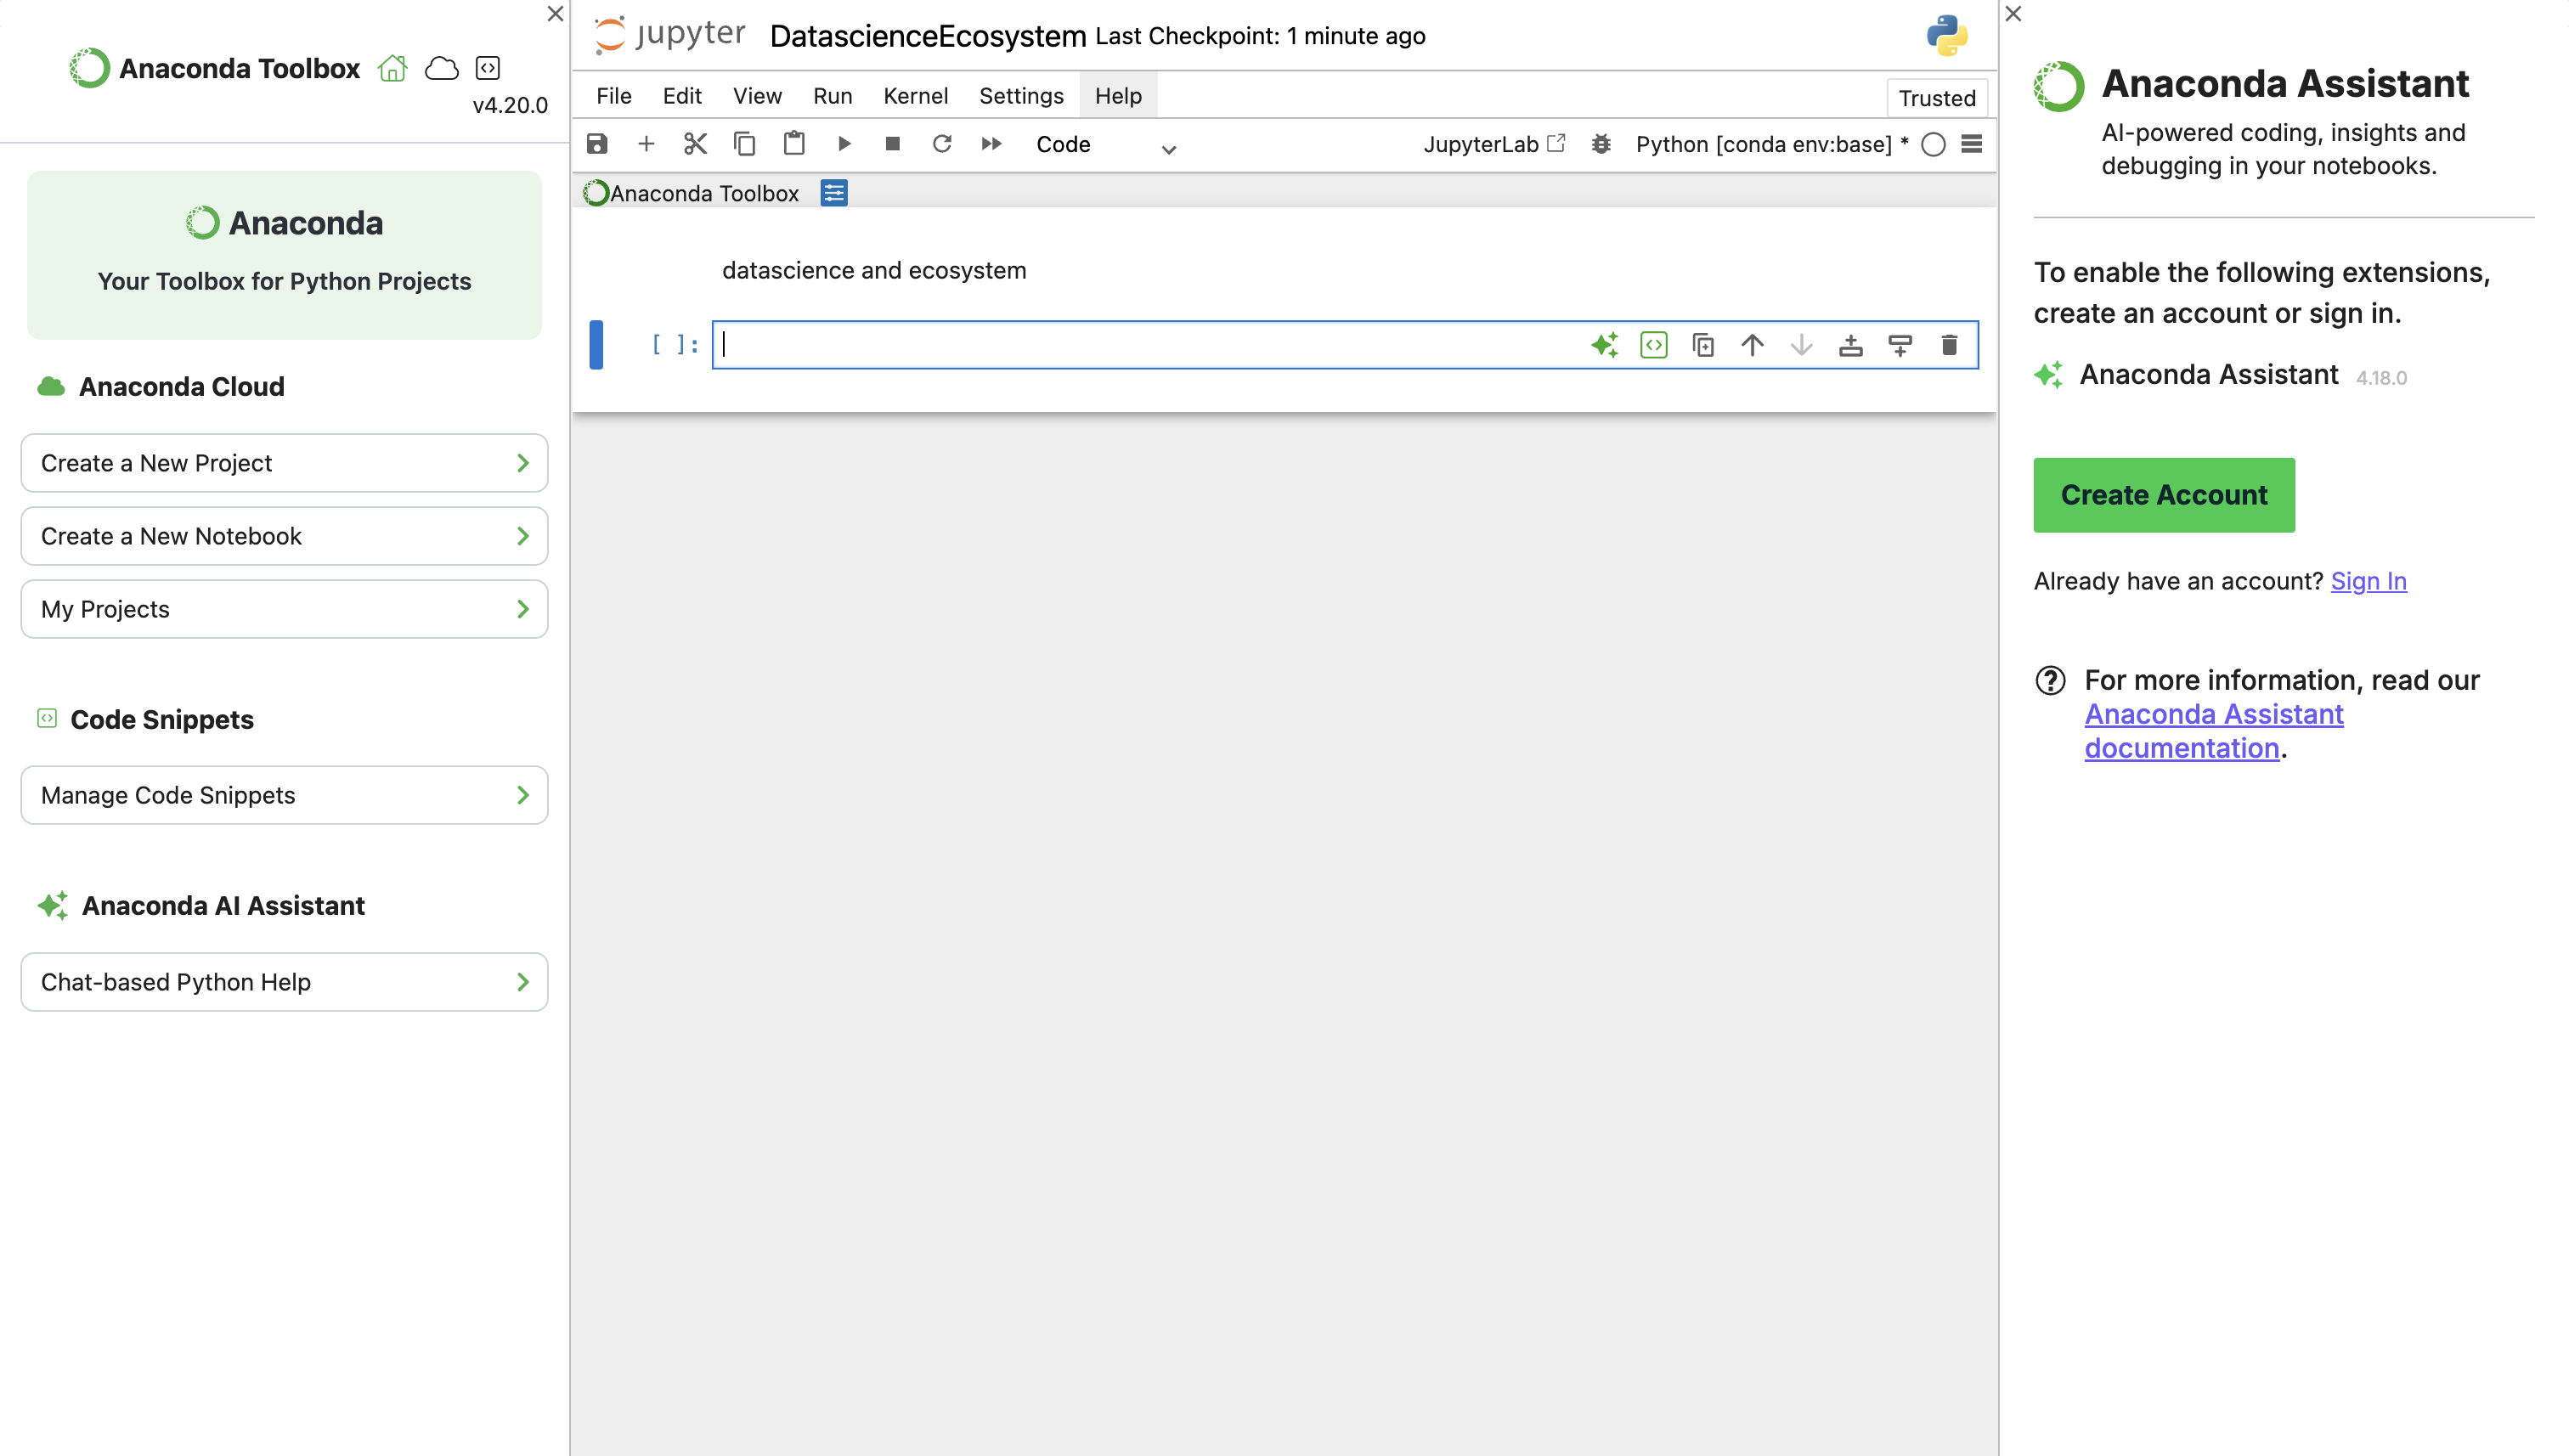 Anaconda Toolbox
v4.20.0
Anaconda
Your Toolbox for Python Projects
Anaconda Cloud
Create a New Project
Create a New Notebook
My Projects
Code Snippets
Manage Code Snippets
Anaconda AI Assistant
Chat-based Python Help
jupyter DatascienceEcosystem Last Checkpoint: 1 minute ago
File Edit View Run Kernel Settings Help Trusted
Code JupyterLab Python [conda env:base] *
Anaconda Toolbox
datascience and ecosystem
[ ]:
Anaconda Assistant
AI-powered coding, insights and
debugging in your notebooks.
To enable the following extensions,
create an account or sign in.
Anaconda Assistant 4.18.0
Create Account
Already have an account? Sign In
For more information, read our
Anaconda Assistant
documentation.